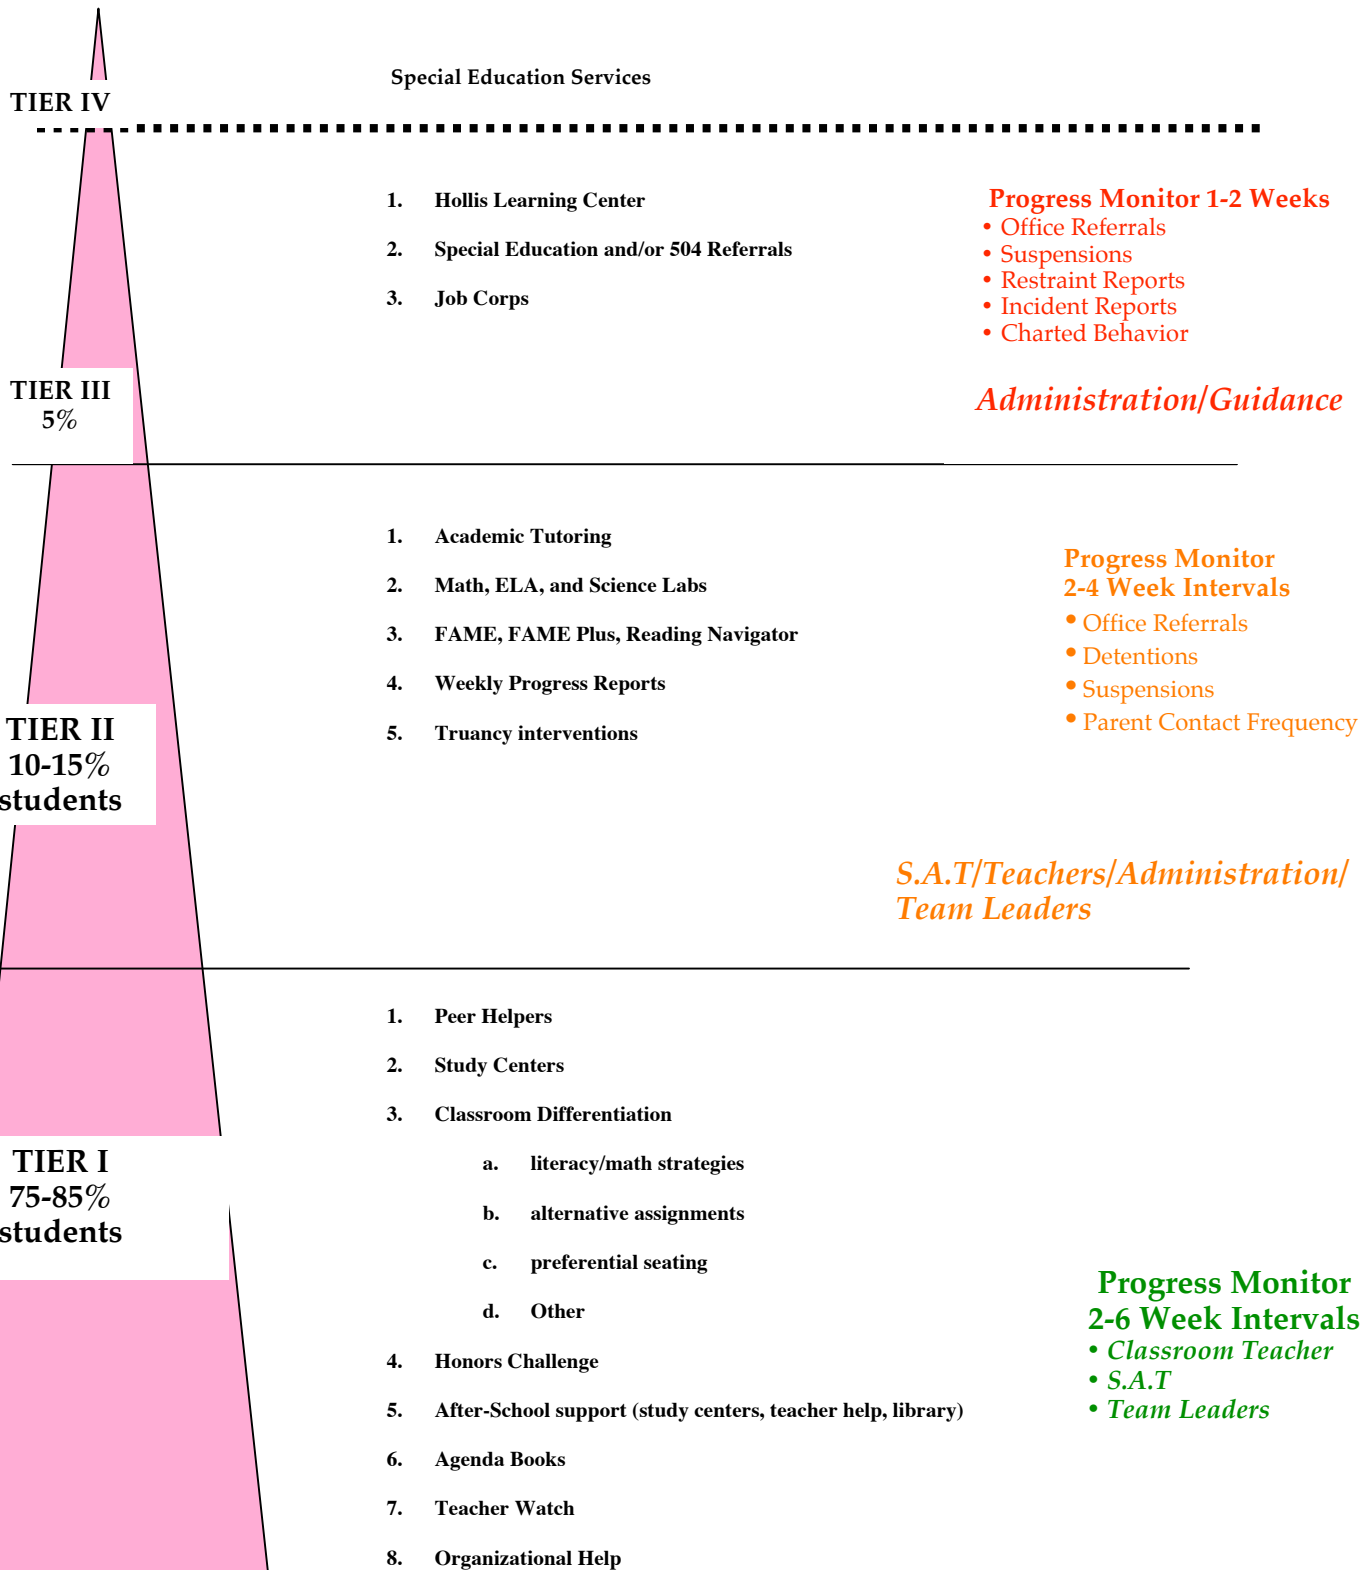 Special Education Services
TIER IV
1. Hollis Learning Center
2. Special Education and/or 504 Referrals
3. Job Corps
Progress Monitor 1-2 Weeks
• Office Referrals
• Suspensions
• Restraint Reports
• Incident Reports
• Charted Behavior
TIER III
5%
Administration/Guidance
1. Academic Tutoring
2. Math, ELA, and Science Labs
3. FAME, FAME Plus, Reading Navigator
4. Weekly Progress Reports
5. Truancy interventions
Progress Monitor
2-4 Week Intervals
• Office Referrals
• Detentions
• Suspensions
• Parent Contact Frequency
TIER II
10-15%
students
S.A.T/Teachers/Administration/
Team Leaders
1. Peer Helpers
2. Study Centers
3. Classroom Differentiation
a. literacy/math strategies
b. alternative assignments
c. preferential seating
d. Other
4. Honors Challenge
5. After-School support (study centers, teacher help, library)
6. Agenda Books
7. Teacher Watch
8. Organizational Help
TIER I
75-85%
students
Progress Monitor
2-6 Week Intervals
• Classroom Teacher
• S.A.T
• Team Leaders